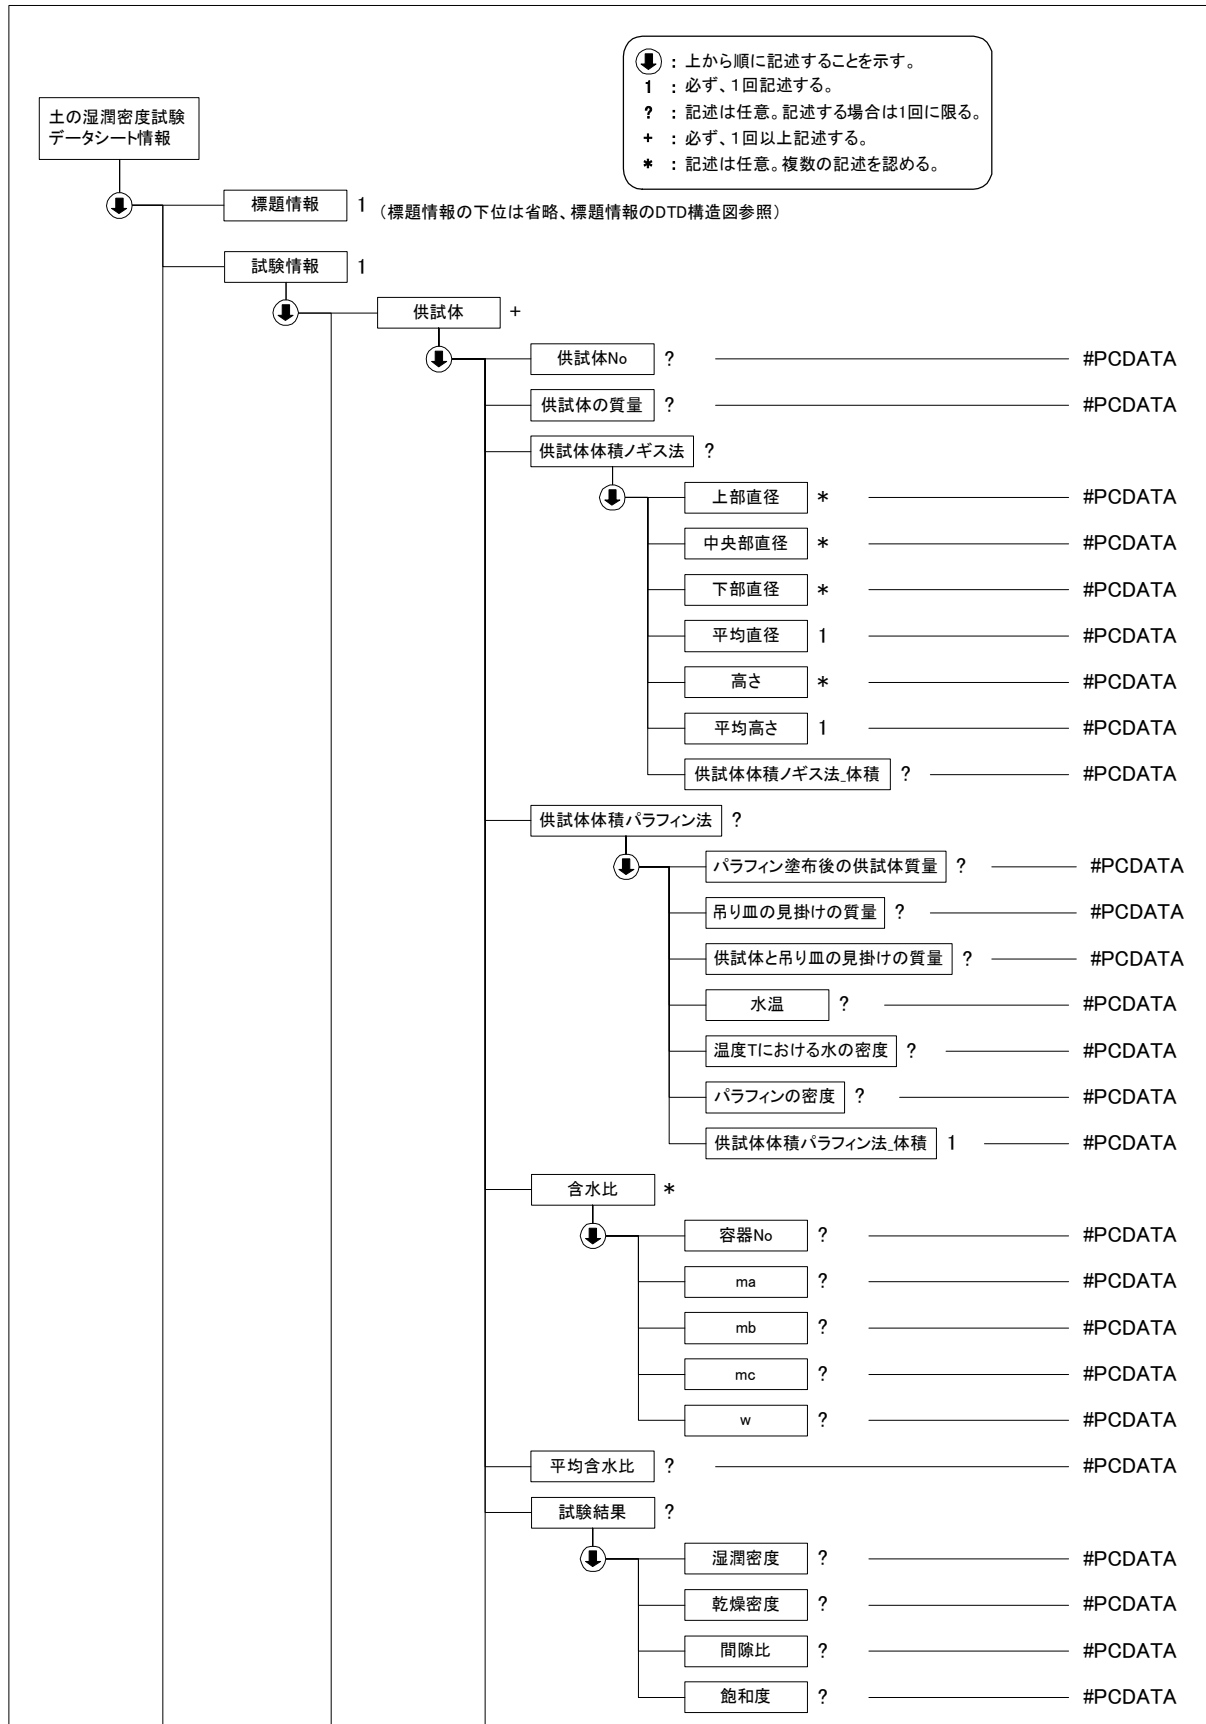 ： 上から順に記述することを示す。
1 ： 必ず、1回記述する。
? ： 記述は任意。記述する場合は1回に限る。
+ ： 必ず、1回以上記述する。
* ： 記述は任意。複数の記述を認める。
土の湿潤密度試験
データシート情報
標題情報 1 （標題情報の下位は省略、標題情報のDTD構造図参照）
試験情報 1
供試体 +
供試体No ? #PCDATA
供試体の質量 ? #PCDATA
供試体体積ノギス法 ?
上部直径 * #PCDATA
中央部直径 * #PCDATA
下部直径 * #PCDATA
平均直径 1 #PCDATA
高さ * #PCDATA
平均高さ 1 #PCDATA
供試体体積ノギス法_体積 ? #PCDATA
供試体体積パラフィン法 ?
パラフィン塗布後の供試体質量 ? #PCDATA
吊り皿の見掛けの質量 ? #PCDATA
供試体と吊り皿の見掛けの質量 ? #PCDATA
水温 ? #PCDATA
温度Tにおける水の密度 ? #PCDATA
パラフィンの密度 ? #PCDATA
供試体体積パラフィン法_体積 1 #PCDATA
含水比 *
容器No ? #PCDATA
ma ? #PCDATA
mb ? #PCDATA
mc ? #PCDATA
w ? #PCDATA
平均含水比 ? #PCDATA
試験結果 ?
湿潤密度 ? #PCDATA
乾燥密度 ? #PCDATA
間隙比 ? #PCDATA
飽和度 ? #PCDATA